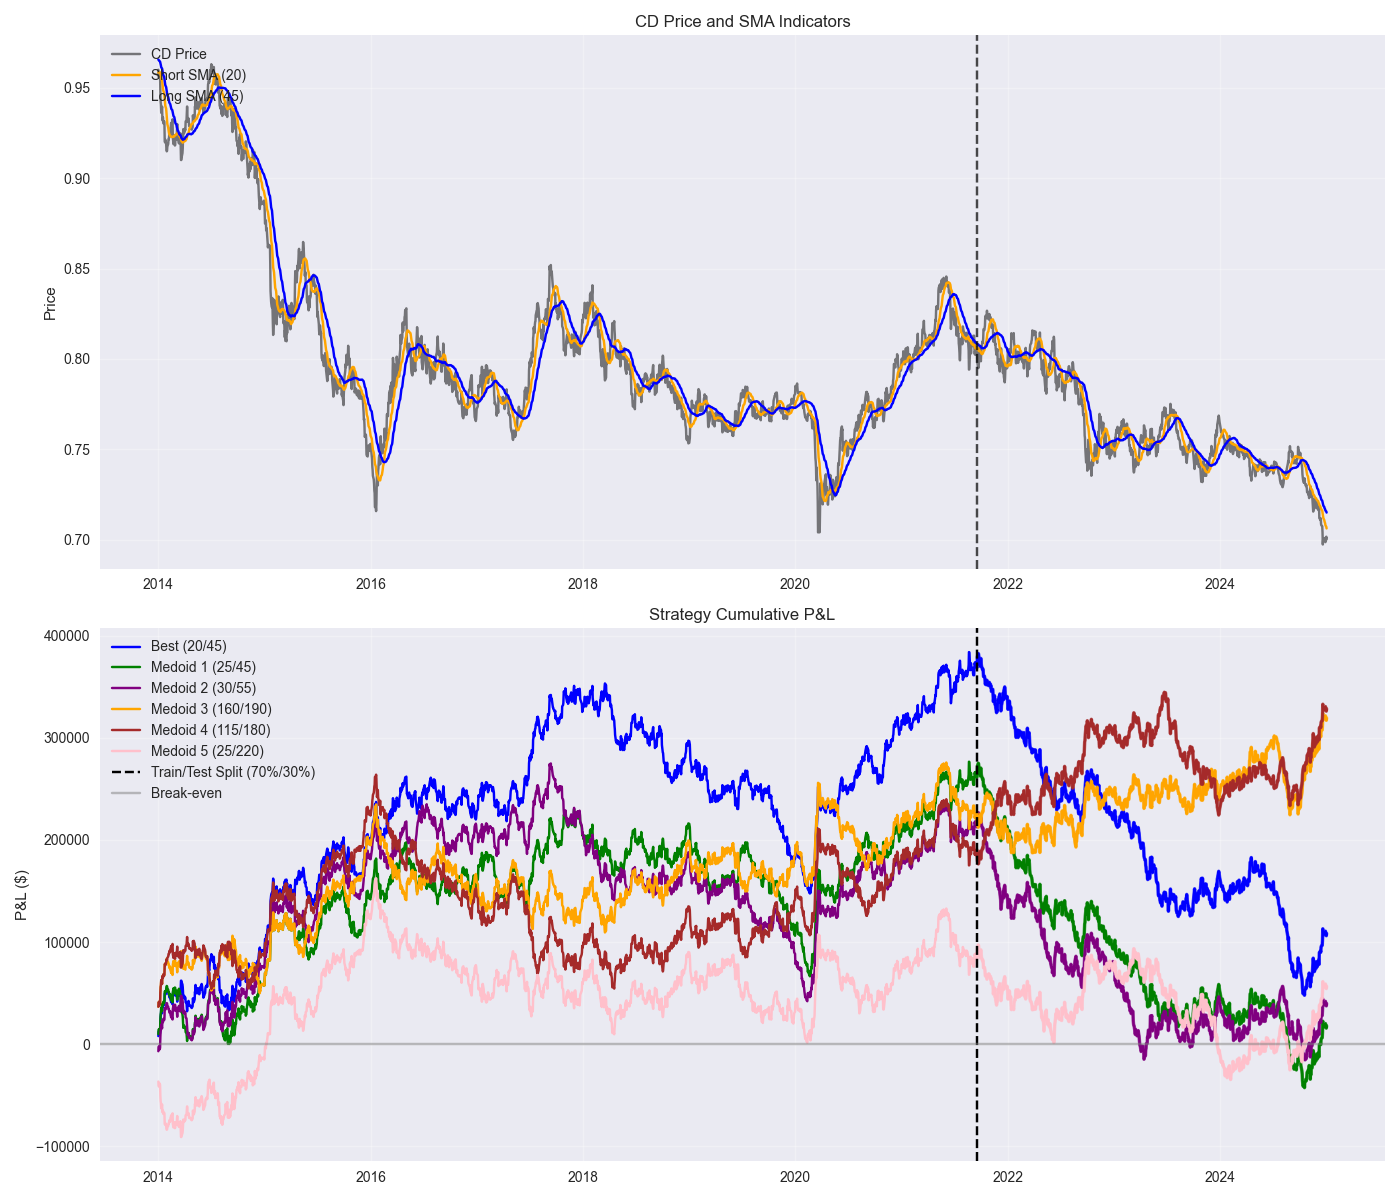 CD Price and SMA Indicators
CD Price
Short SMA (20)
Long SMA (45)
Price
0.95
0.90
0.85
0.80
0.75
0.70
2014 2016 2018 2020 2022 2024
Strategy Cumulative P&L
Best (20/45)
Medoid 1 (25/45)
Medoid 2 (30/55)
Medoid 3 (160/190)
Medoid 4 (115/180)
Medoid 5 (25/220)
Train/Test Split (70%/30%)
Break-even
P&L ($)
400000
300000
200000
100000
0
−100000
2014 2016 2018 2020 2022 2024